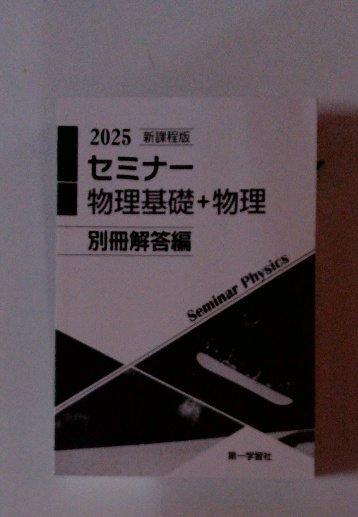 2025 新課程版
セミナー
物理基礎+物理
別冊解答編
Seminar Physics
第一学習社